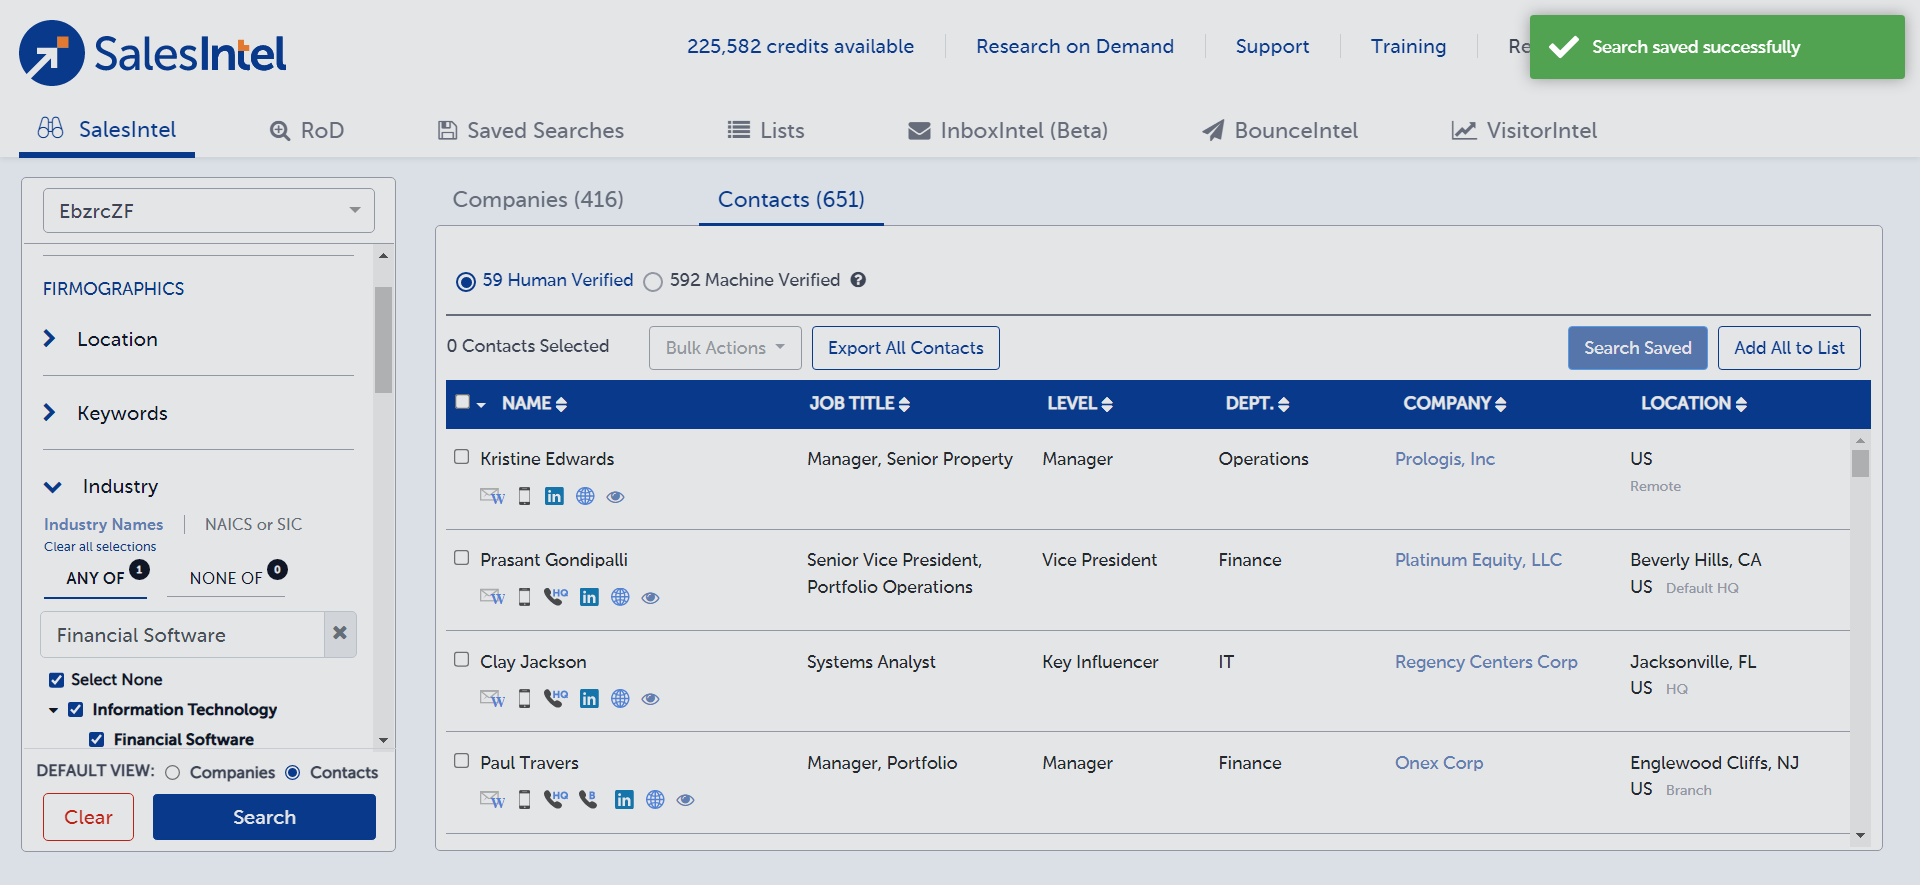 SalesIntel
225,582 credits available
Research on Demand
Support
Training
Re
Search saved successfully
SalesIntel
RoD
Saved Searches
Lists
InboxIntel (Beta)
BounceIntel
VisitorIntel
EbzrcZF
FIRMOGRAPHICS
Location
Keywords
Industry
Industry Names
NAICS or SIC
Clear all selections
ANY OF 1
NONE OF 0
Financial Software
Select None
Information Technology
Financial Software
DEFAULT VIEW: Companies Contacts
Clear
Search
Companies (416)
Contacts (651)
59 Human Verified
592 Machine Verified ?
0 Contacts Selected
Bulk Actions
Export All Contacts
Search Saved
Add All to List
NAME JOB TITLE LEVEL DEPT. COMPANY LOCATION
Kristine Edwards Manager, Senior Property Manager Operations Prologis, Inc US
W in Remote
Prasant Gondipalli Senior Vice President, Vice President Finance Platinum Equity, LLC Beverly Hills, CA
W HQ in Portfolio Operations US Default HQ
Clay Jackson Systems Analyst Key Influencer IT Regency Centers Corp Jacksonville, FL
W HQ in US HQ
Paul Travers Manager, Portfolio Manager Finance Onex Corp Englewood Cliffs, NJ
W HQ B in US Branch